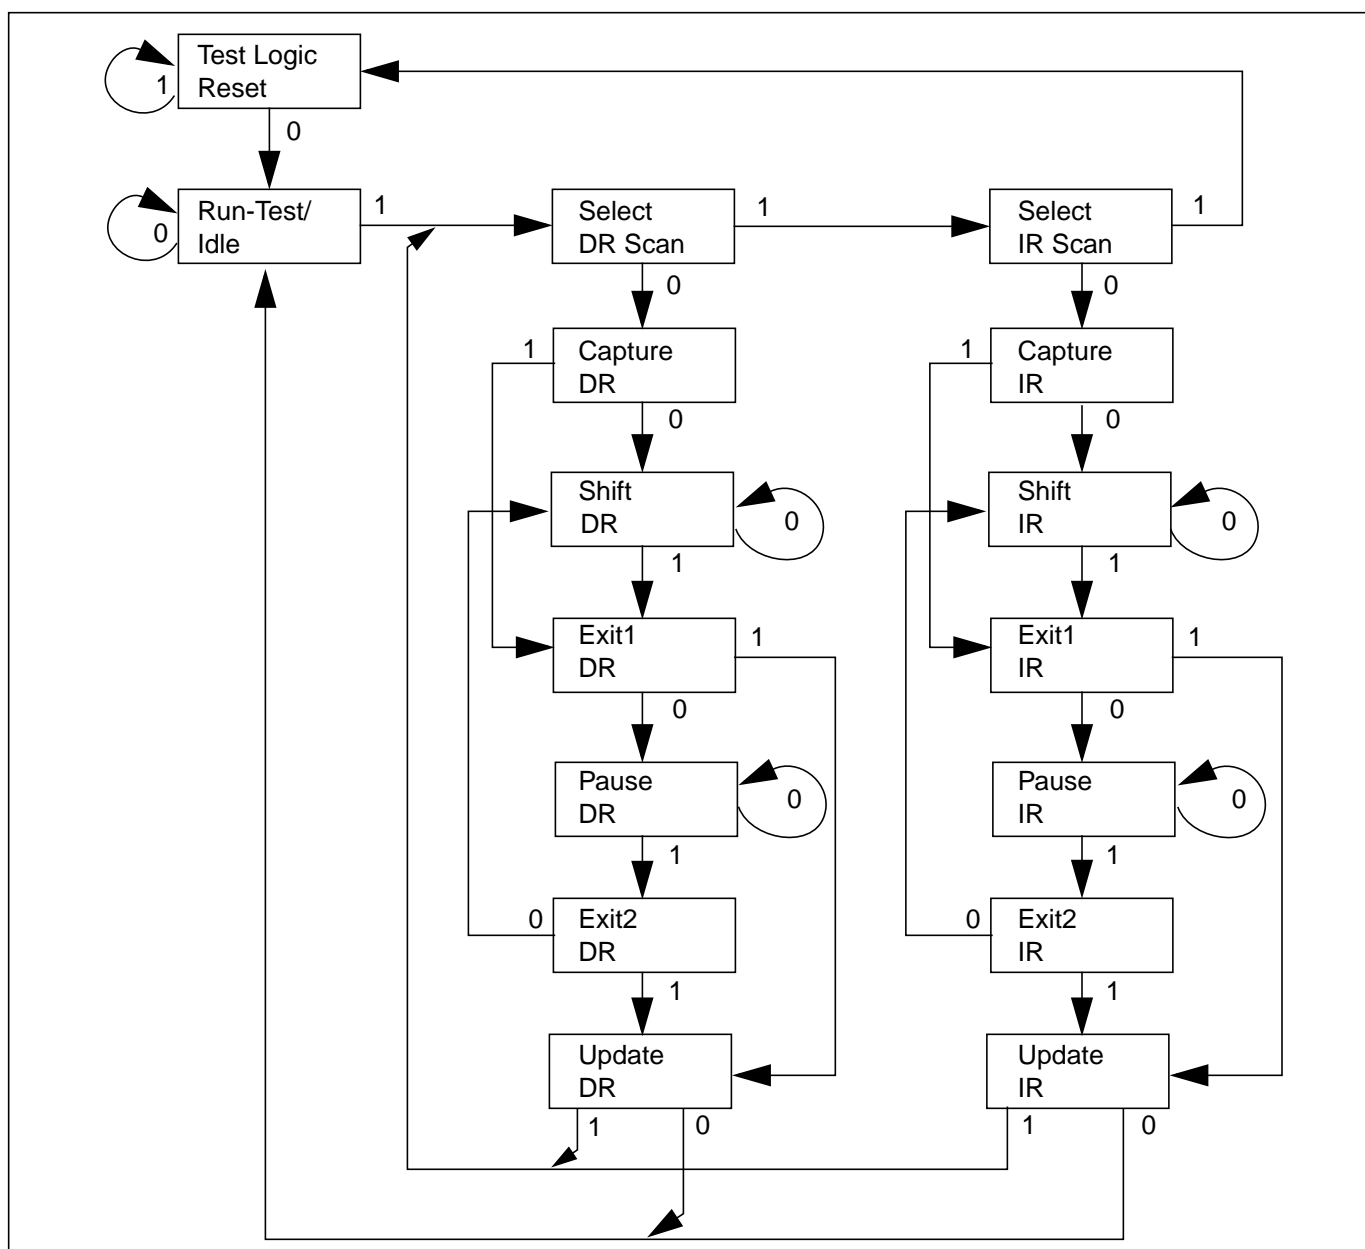 Test Logic
Reset
1
0
Run-Test/
Idle
0
1
Select
DR Scan
1
0
Select
IR Scan
1
0
Capture
DR
1
0
Capture
IR
1
0
Shift
DR
0
1
Shift
IR
0
1
Exit1
DR
1
0
Exit1
IR
1
0
Pause
DR
0
1
Pause
IR
0
1
Exit2
DR
0
1
Exit2
IR
0
1
Update
DR
1
0
Update
IR
1
0